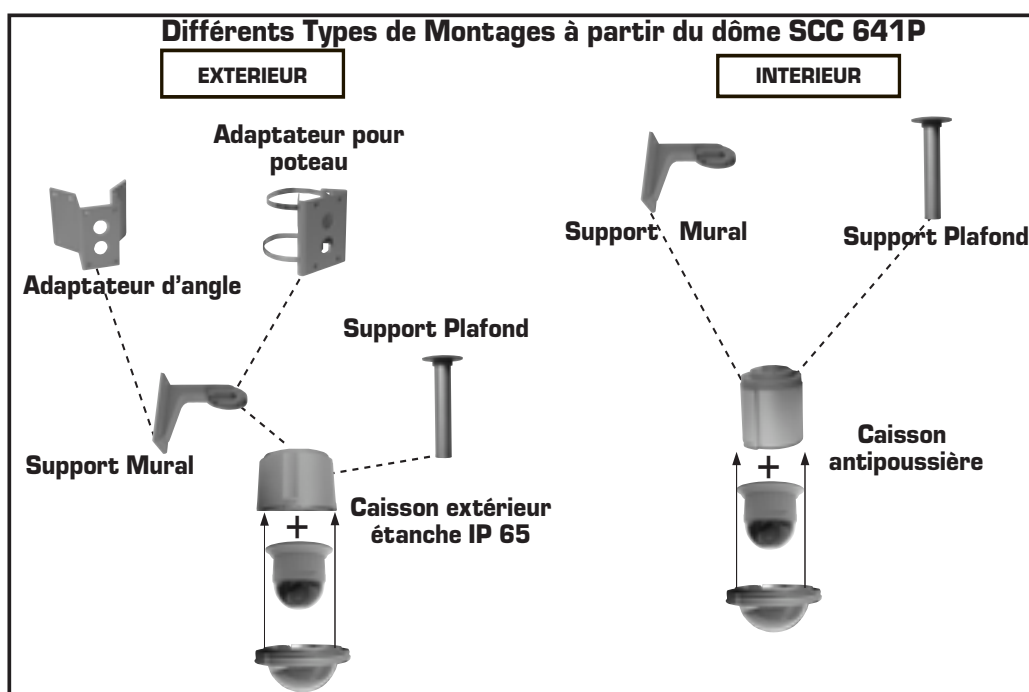 Différents Types de Montages à partir du dôme SCC 641P
EXTERIEUR
INTERIEUR
Adaptateur pour
poteau
Adaptateur d'angle
Support Plafond
Support Mural
+
Caisson extérieur
étanche IP 65
Support Mural
Support Plafond
Caisson
antipoussière
+